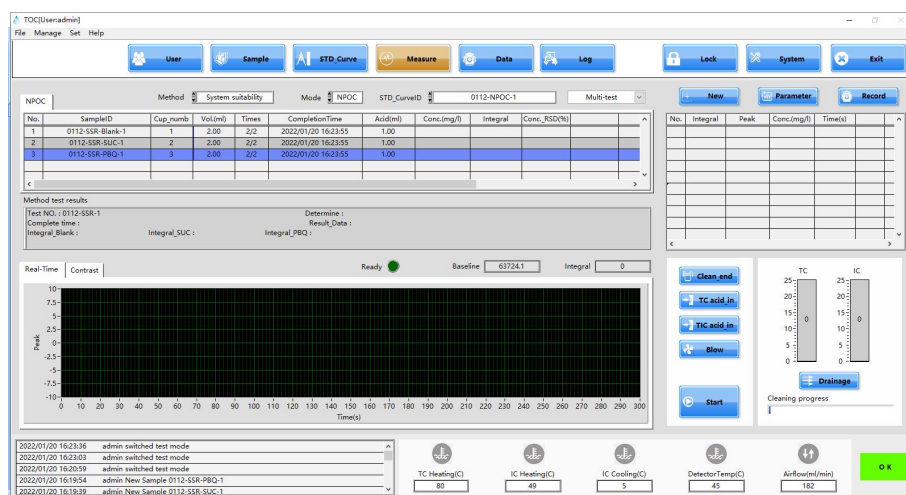 TOC[User:admin]
File Manage Set Help
User Sample STD_Curve Measure Data Log Lock System Exit
NPOC Method System suitability Mode NPOC STD_CurveID 0112-NPOC-1 Multi-test
New Parameter Record
No. SampleID Cup_numb Vol.(ml) Times CompletionTime Acid(ml) Conc.(mg/l) Integral Conc._RSD(%)
1 0112-SSR-Blank-1 1 2.00 2/2 2022/01/20 16:23:55 1.00
2 0112-SSR-SUC-1 2 2.00 2/2 2022/01/20 16:23:55 1.00
3 0112-SSR-PBQ-1 3 2.00 2/2 2022/01/20 16:23:55 1.00
No. Integral Peak Conc.(mg/l) Time(s)
Method test results
Test NO. : 0112-SSR-1 Determine :
Complete time : Result_Data :
Integral_Blank : Integral_SUC : Integral_PBQ :
Real-Time Contrast Ready Baseline 63724.1 Integral 0
10
7.5
5
2.5
0
-2.5
-5
-7.5
-10
Peak
0 10 20 30 40 50 60 70 80 90 100 110 120 130 140 150 160 170 180 190 200 210 220 230 240 250 260 270 280 290 300
Time(s)
Clean_end
TC acid_in
TIC acid_in
Blow
Start
TC IC
25 25
20 20
15 15
0 0
10 10
5 5
0 0
Drainage
Cleaning progress
2022/01/20 16:23:36 admin switched test mode
2022/01/20 16:23:03 admin switched test mode
2022/01/20 16:20:59 admin switched test mode
2022/01/20 16:19:54 admin New Sample 0112-SSR-PBQ-1
2022/01/20 16:19:39 admin New Sample 0112-SSR-SUC-1
TC Heating(C) IC Heating(C) IC Cooling(C) DetectorTemp(C) Airflow(ml/min)
80 49 5 45 182
OK